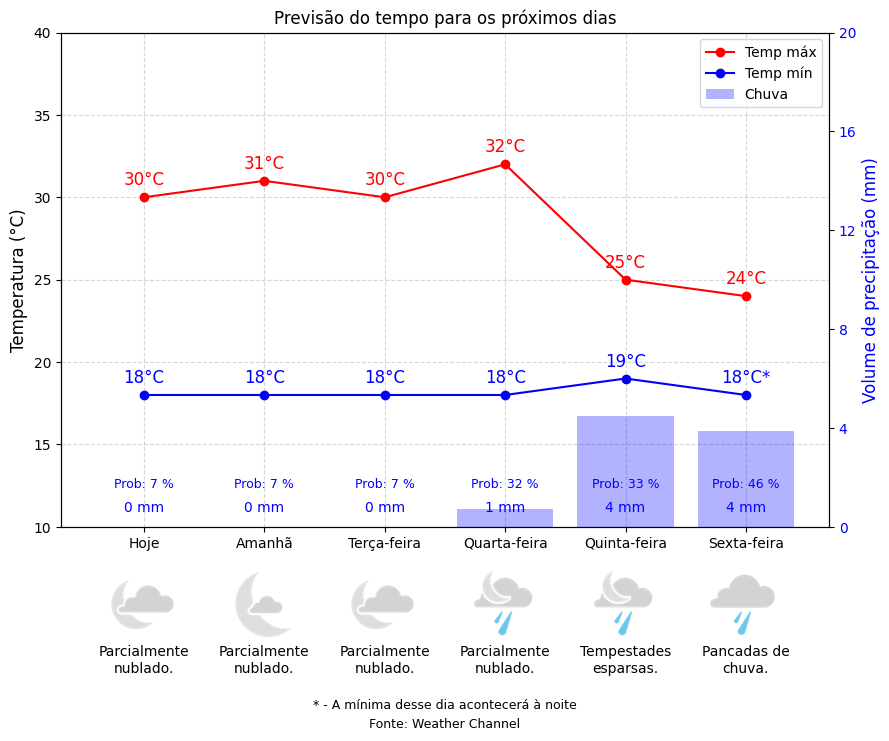 Previsão do tempo para os próximos dias
Temp máx
Temp mín
Chuva
Temperatura (°C)
40
35
30
25
20
15
10
Volume de precipitação (mm)
20
16
12
8
4
0
30°C
31°C
30°C
32°C
25°C
24°C
18°C
18°C
18°C
18°C
19°C
18°C*
Prob: 7 %
Prob: 7 %
Prob: 7 %
Prob: 32 %
Prob: 33 %
Prob: 46 %
0 mm
0 mm
0 mm
1 mm
4 mm
4 mm
Hoje
Amanhã
Terça-feira
Quarta-feira
Quinta-feira
Sexta-feira
Parcialmente
nublado.
Parcialmente
nublado.
Parcialmente
nublado.
Parcialmente
nublado.
Tempestades
esparsas.
Pancadas de
chuva.
* - A mínima desse dia acontecerá à noite
Fonte: Weather Channel